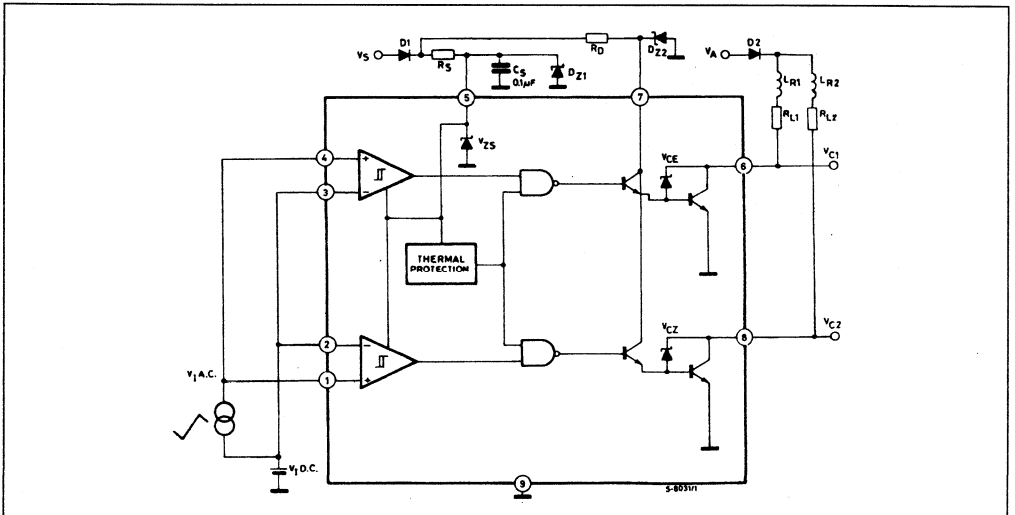 VS D1
RS
CS
0.1µF
DZ1
RD
DZ2
VA D2
LR1
LR2
RL1
RL2
5
7
VZS
4
3
+
−
VCE
6
VC1
THERMAL
PROTECTION
2
1
−
+
VCZ
8
VC2
VI A.C.
VI D.C.
9
S-8031/1